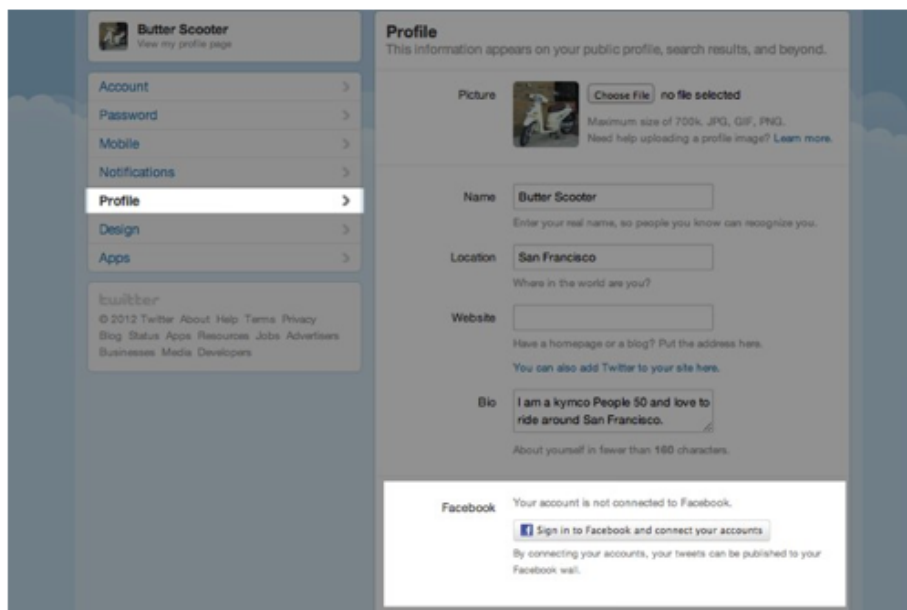 Butter Scooter
View my profile page
Account
Password
Mobile
Notifications
Profile
Design
Apps
twitter
© 2012 Twitter About Help Terms Privacy
Blog Status Apps Resources Jobs Advertisers
Businesses Media Developers
Profile
This information appears on your public profile, search results, and beyond.
Picture
Choose File no file selected
Maximum size of 700k. JPG, GIF, PNG.
Need help uploading a profile image? Learn more.
Name
Butter Scooter
Enter your real name, so people you know can recognize you.
Location
San Francisco
Where in the world are you?
Website
Have a homepage or a blog? Put the address here.
You can also add Twitter to your site here.
Bio
I am a kymco People 50 and love to
ride around San Francisco.
About yourself in fewer than 160 characters.
Facebook
Your account is not connected to Facebook.
Sign in to Facebook and connect your accounts
By connecting your accounts, your tweets can be published to your
Facebook wall.